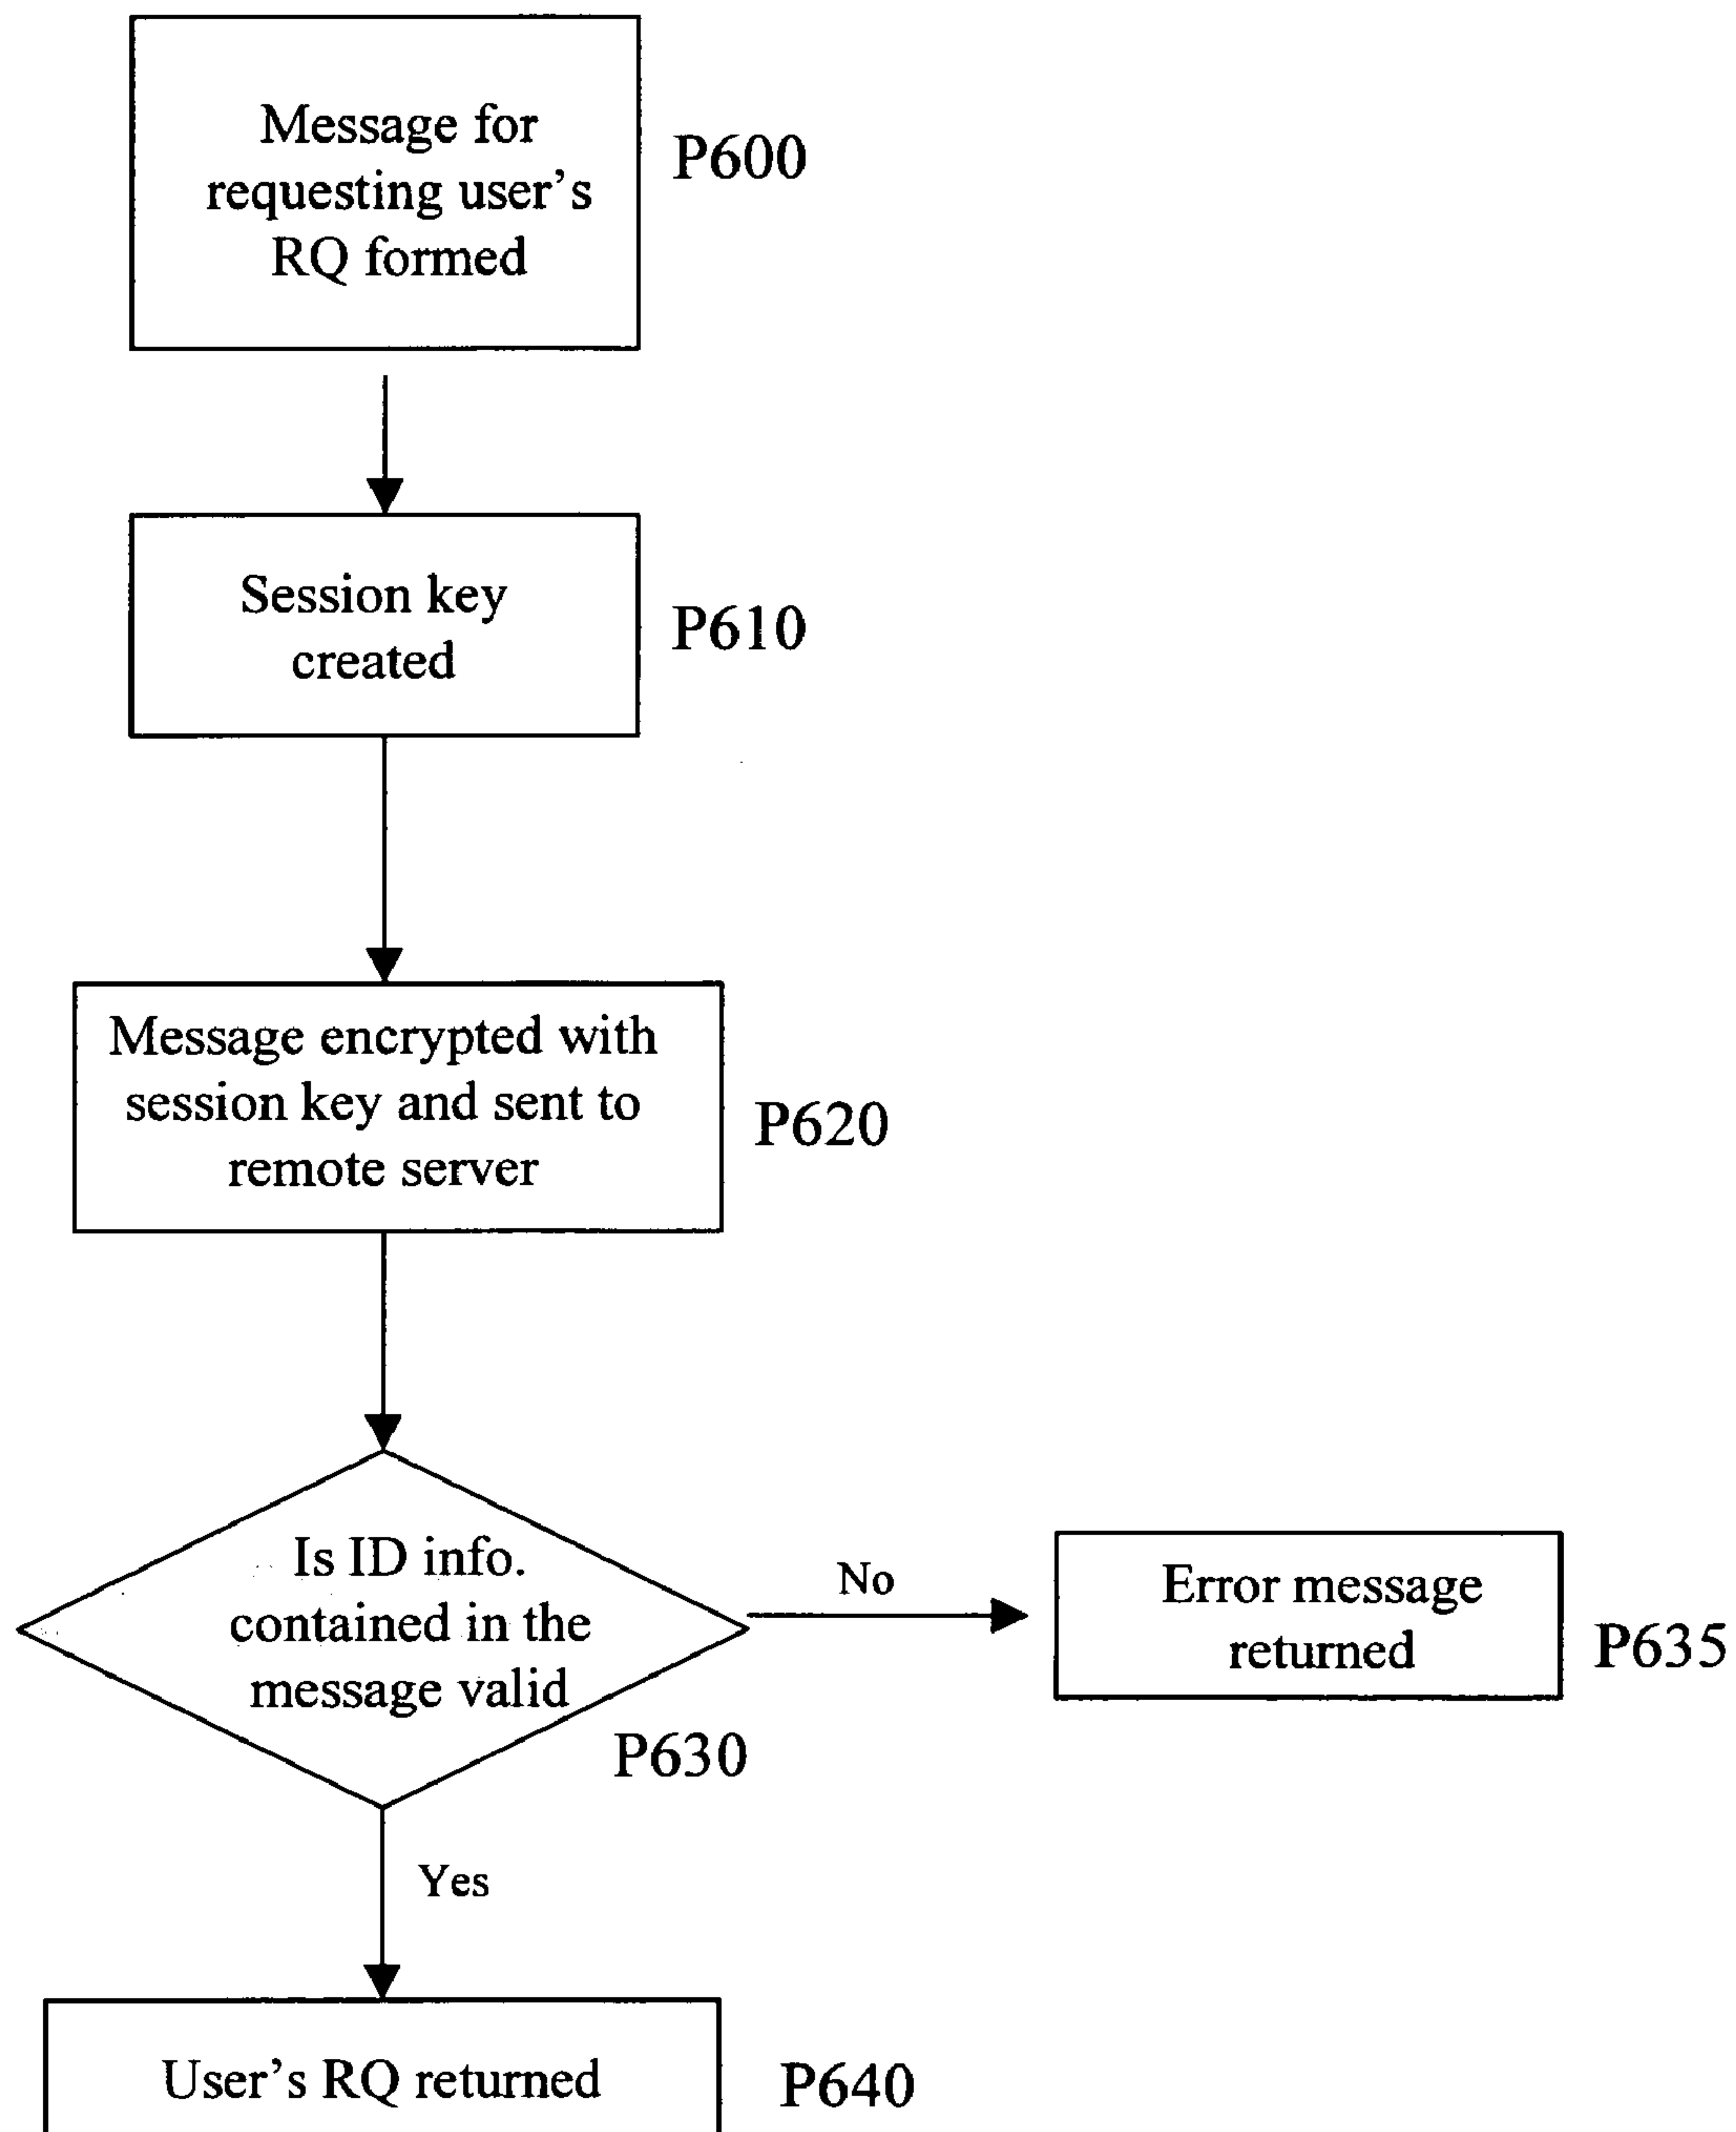 Message for
requesting user's
RQ formed
P600
Session key
created
P610
Message encrypted with
session key and sent to
remote server
P620
Is ID info.
contained in the
message valid
P630
No
Error message
returned
P635
Yes
User's RQ returned
P640